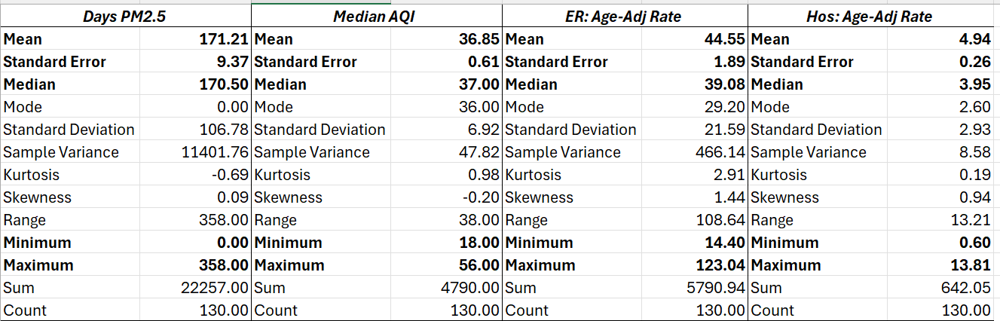 Days PM2.5 Median AQI ER: Age-Adj Rate Hos: Age-Adj Rate
Mean 171.21 Mean 36.85 Mean 44.55 Mean 4.94
Standard Error 9.37 Standard Error 0.61 Standard Error 1.89 Standard Error 0.26
Median 170.50 Median 37.00 Median 39.08 Median 3.95
Mode 0.00 Mode 36.00 Mode 29.20 Mode 2.60
Standard Deviation 106.78 Standard Deviation 6.92 Standard Deviation 21.59 Standard Deviation 2.93
Sample Variance 11401.76 Sample Variance 47.82 Sample Variance 466.14 Sample Variance 8.58
Kurtosis -0.69 Kurtosis 0.98 Kurtosis 2.91 Kurtosis 0.19
Skewness 0.09 Skewness -0.20 Skewness 1.44 Skewness 0.94
Range 358.00 Range 38.00 Range 108.64 Range 13.21
Minimum 0.00 Minimum 18.00 Minimum 14.40 Minimum 0.60
Maximum 358.00 Maximum 56.00 Maximum 123.04 Maximum 13.81
Sum 22257.00 Sum 4790.00 Sum 5790.94 Sum 642.05
Count 130.00 Count 130.00 Count 130.00 Count 130.00